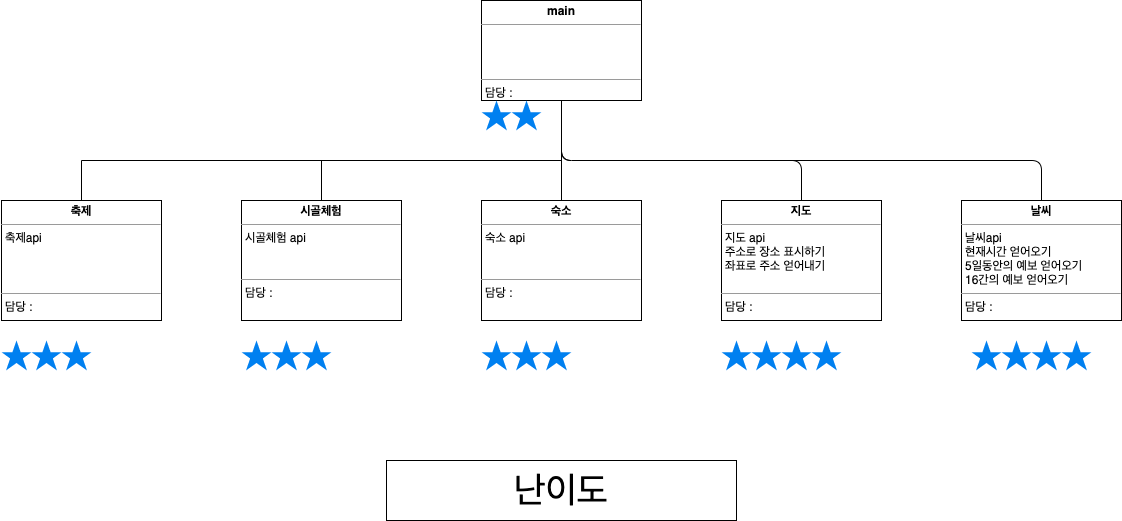 main
담당 :
축제
축제api
담당 :
시골체험
시골체험 api
담당 :
숙소
숙소 api
담당 :
지도
지도 api
주소로 장소 표시하기
좌표로 주소 얻어내기
담당 :
날씨
날씨api
현재시간 얻어오기
5일동안의 예보 얻어오기
16간의 예보 얻어오기
담당 :
난이도